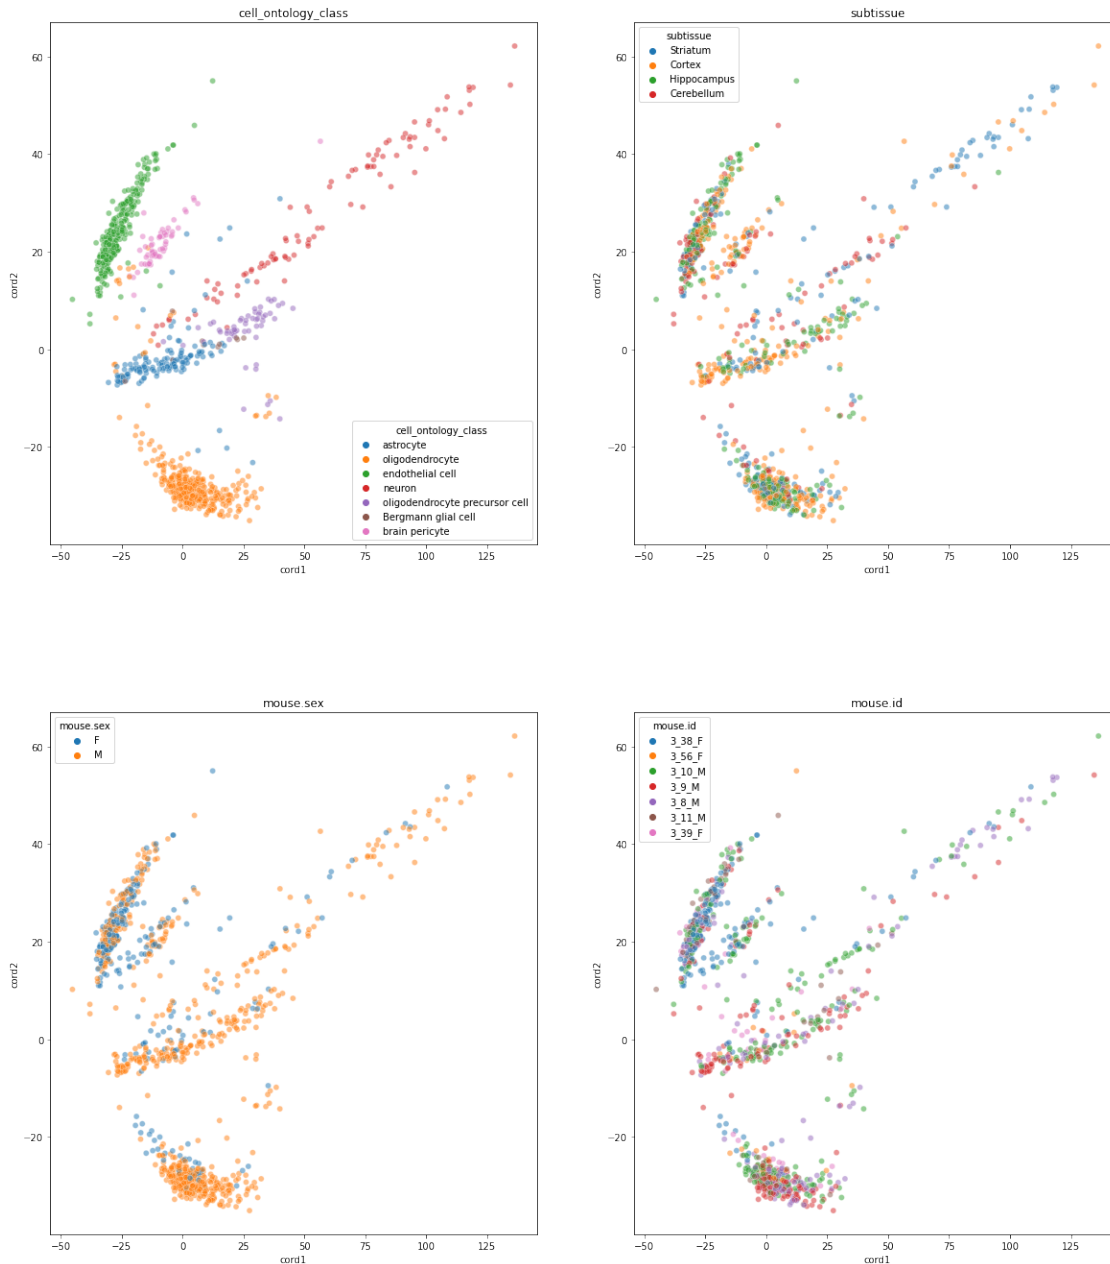 cell_ontology_class
60
40
20
0
−20
−50
−25
0
25
50
75
100
125
cord1
cord2
cell_ontology_class
astrocyte
oligodendrocyte
endothelial cell
neuron
oligodendrocyte precursor cell
Bergmann glial cell
brain pericyte
subtissue
subtissue
Striatum
Cortex
Hippocampus
Cerebellum
60
40
20
0
−20
−50
−25
0
25
50
75
100
125
cord1
cord2
mouse.sex
mouse.sex
F
M
60
40
20
0
−20
−50
−25
0
25
50
75
100
125
cord1
cord2
mouse.id
mouse.id
3_38_F
3_56_F
3_10_M
3_9_M
3_8_M
3_11_M
3_39_F
60
40
20
0
−20
−50
−25
0
25
50
75
100
125
cord1
cord2